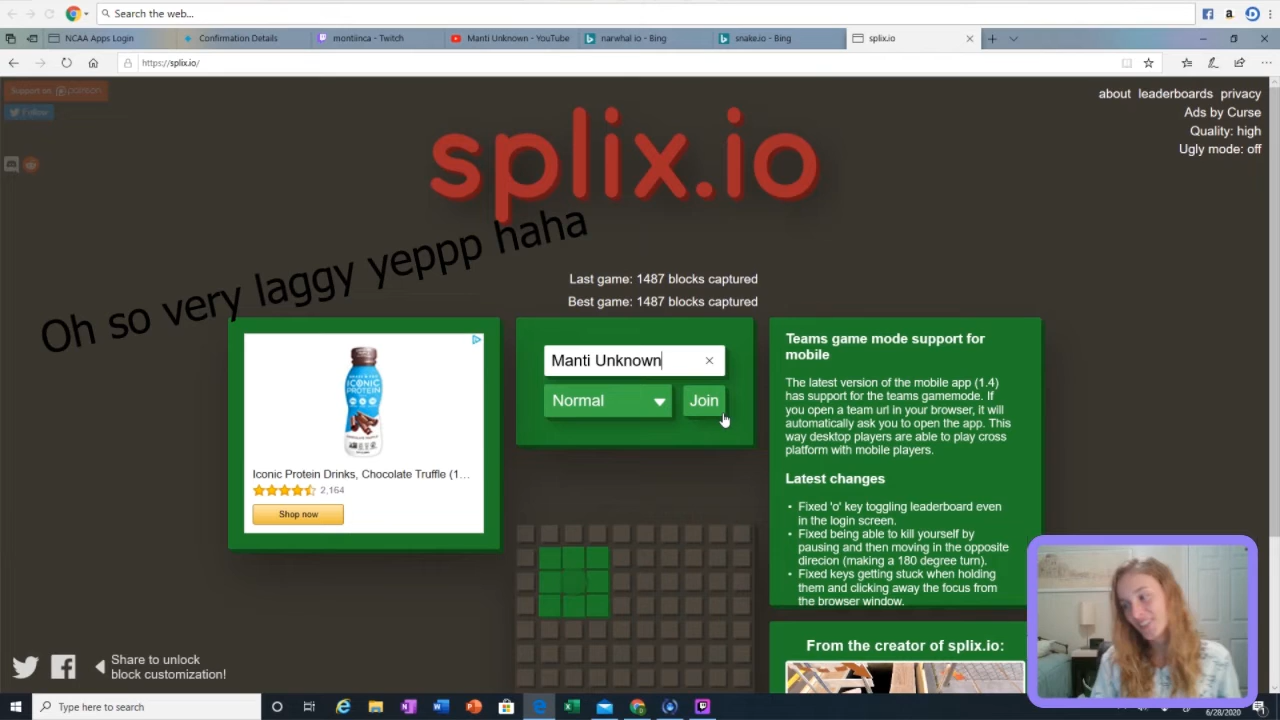 Search the web...
NCAA Apps Login
Confirmation Details
montiinca - Twitch
Manti Unknown - YouTube
narwhal io - Bing
snake.io - Bing
splix.io
https://splix.io/
Support on patreon
Follow
about leaderboards privacy
Ads by Curse
Quality: high
Ugly mode: off
splix.io
Oh so very laggy yeppp haha
Last game: 1487 blocks captured
Best game: 1487 blocks captured
ICONIC
PROTEIN
Iconic Protein Drinks, Chocolate Truffle (1...
2,164
Shop now
Manti Unknown
Normal
Join
Teams game mode support for
mobile
The latest version of the mobile app (1.4)
has support for the teams gamemode. If
you open a team url in your browser, it will
automatically ask you to open the app. This
way desktop players are able to play cross
platform with mobile players.
Latest changes
• Fixed 'o' key toggling leaderboard even
in the login screen.
• Fixed being able to kill yourself by
pausing and then moving in the opposite
direcion (making a 180 degree turn).
• Fixed keys getting stuck when holding
them and clicking away the focus from
the browser window.
From the creator of splix.io:
Share to unlock
block customization!
Type here to search
6/28/2020